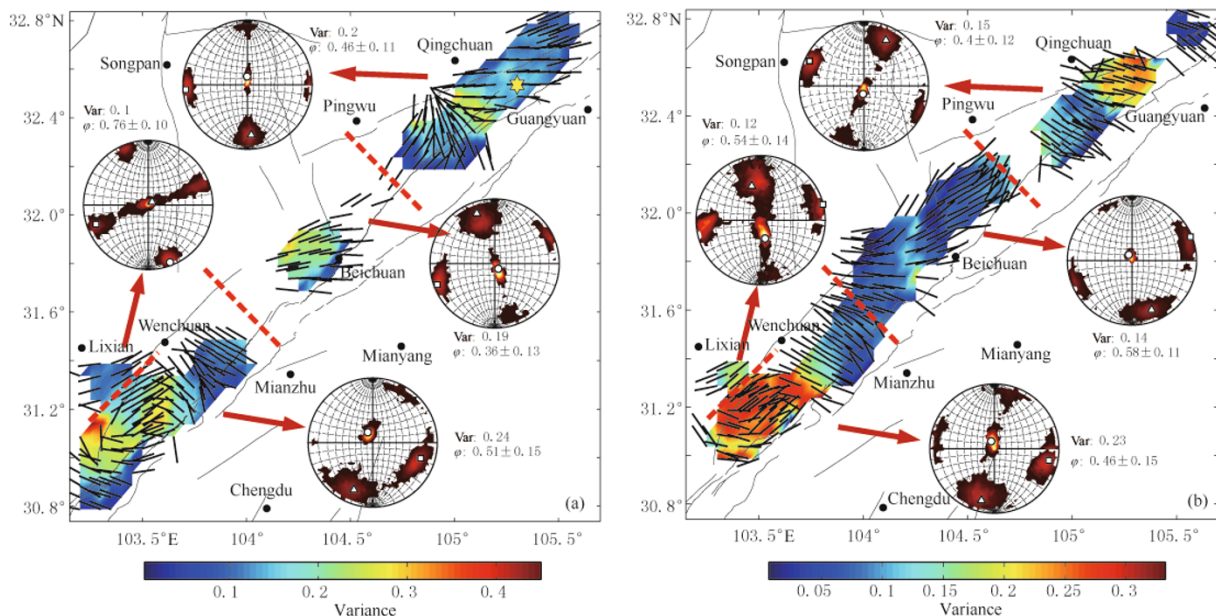 32.8°N
32.4°
32.0°
31.6°
31.2°
30.8°
103.5°E
104°
104.5°
105°
105.5°
Var: 0.2
φ: 0.46±0.11
Songpan
Qingchuan
Var: 0.1
φ: 0.76±0.10
Pingwu
Guangyuan
Beichuan
Wenchuan
Lixian
Var: 0.19
φ: 0.36±0.13
Mianyang
Mianzhu
Var: 0.24
φ: 0.51±0.15
Chengdu
(a)
0.1
0.2
0.3
0.4
Variance
32.8°N
32.4°
32.0°
31.6°
31.2°
30.8°
103.5°E
104°
104.5°
105°
105.5°
Var: 0.15
φ: 0.4±0.12
Songpan
Qingchuan
Var: 0.12
φ: 0.54±0.14
Pingwu
Guangyuan
Beichuan
Wenchuan
Lixian
Var: 0.14
φ: 0.58±0.11
Mianyang
Mianzhu
Var: 0.23
φ: 0.46±0.15
Chengdu
(b)
0.05
0.1
0.15
0.2
0.25
0.3
Variance